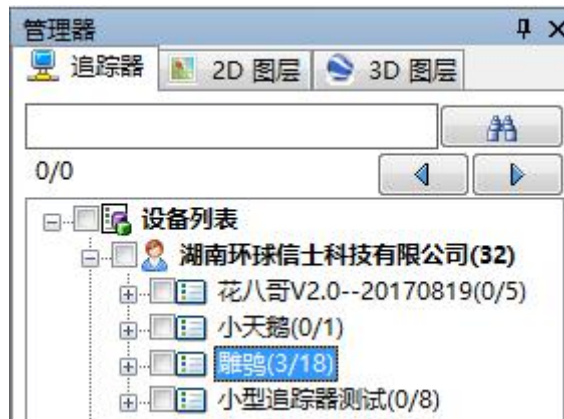 管理器
追踪器 2D 图层 3D 图层
0/0
设备列表
湖南环球信士科技有限公司(32)
花八哥V2.0--20170819(0/5)
小天鹅(0/1)
雕鸮(3/18)
小型追踪器测试(0/8)